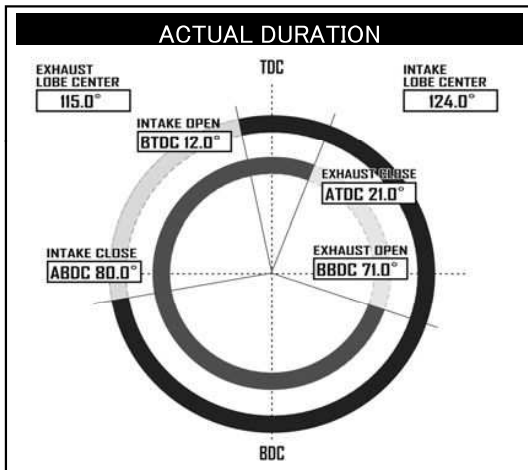 ACTUAL DURATION
EXHAUST
LOBE CENTER
115.0°
TDC
INTAKE
LOBE CENTER
124.0°
INTAKE OPEN
BTDC 12.0°
EXHAUST CLOSE
ATDC 21.0°
INTAKE CLOSE
ABDC 80.0°
EXHAUST OPEN
BBDC 71.0°
BDC